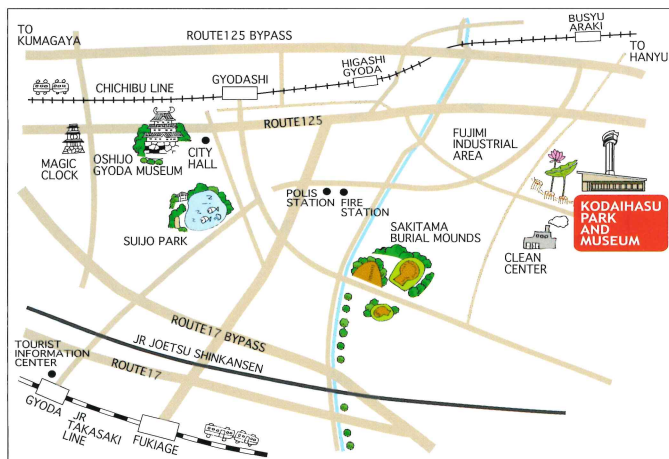 TO
KUMAGAYA
ROUTE125 BYPASS
BUSYU
ARAKI
TO
HANYU
HIGASHI
GYODA
GYODASHI
CHICHIBU LINE
ROUTE125
MAGIC
CLOCK
OSHIJO
GYODA MUSEUM
CITY
HALL
FUJIMI
INDUSTRIAL
AREA
POLIS
STATION
FIRE
STATION
SUIJO PARK
SAKITAMA
BURIAL MOUNDS
CLEAN
CENTER
KODAIHASU
PARK
AND
MUSEUM
ROUTE17 BYPASS
JR JOETSU SHINKANSEN
ROUTE17
TOURIST
INFORMATION
CENTER
GYODA
JR
TAKASAKI
LINE
FUKIAGE